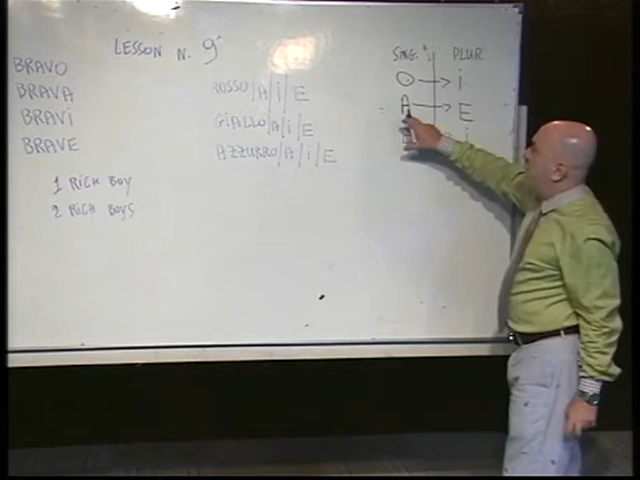 LESSON N. 9
BRAVO
BRAVA
BRAVI
BRAVE
1 RICH BOY
2 RICH BOYS
ROSSO/A/i/E
GIALLO/A/i/E
AZZURRO/A/i/E
SING. PLUR.
O → i
A → E
i